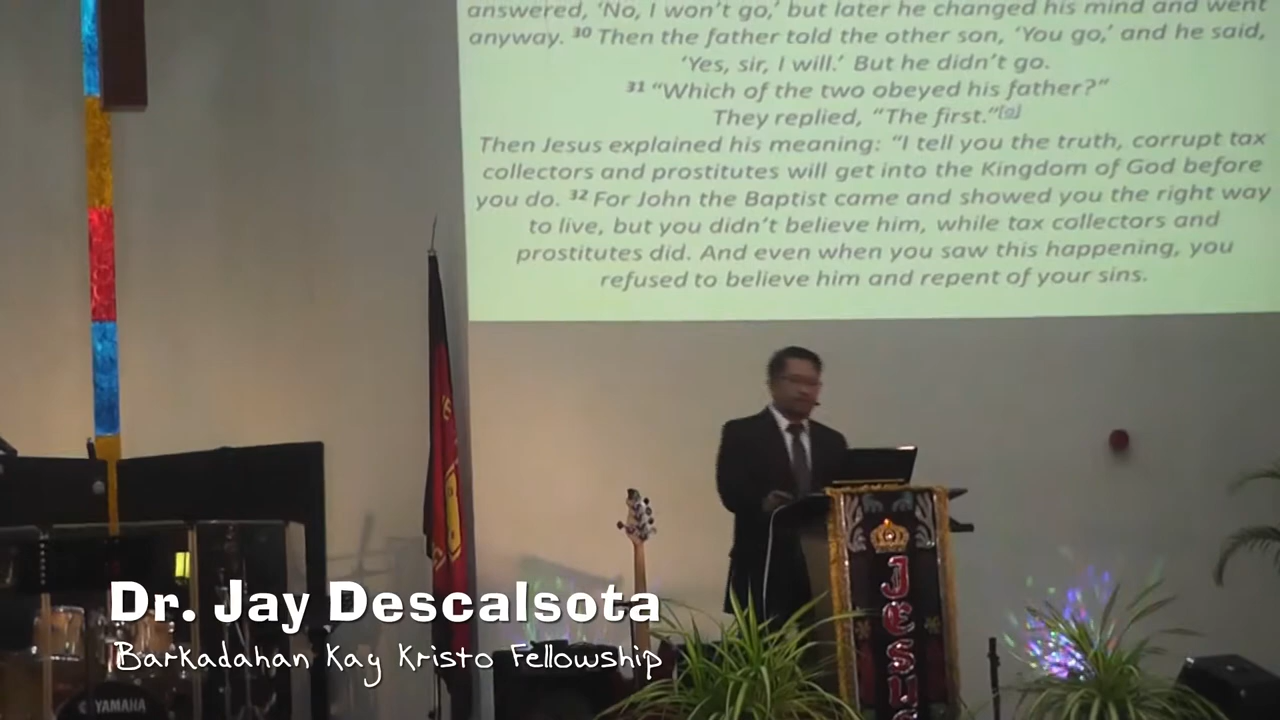 answered, ‘No, I won’t go,’ but later he changed his mind and went
anyway. 30 Then the father told the other son, ‘You go,’ and he said,
‘Yes, sir, I will.’ But he didn’t go.
31 “Which of the two obeyed his father?”
They replied, “The first.”[a]
Then Jesus explained his meaning: “I tell you the truth, corrupt tax
collectors and prostitutes will get into the Kingdom of God before
you do. 32 For John the Baptist came and showed you the right way
to live, but you didn’t believe him, while tax collectors and
prostitutes did. And even when you saw this happening, you
refused to believe him and repent of your sins.
JESUS
Dr. Jay Descalsota
Barkadahan Kay Kristo Fellowship
YAMAHA